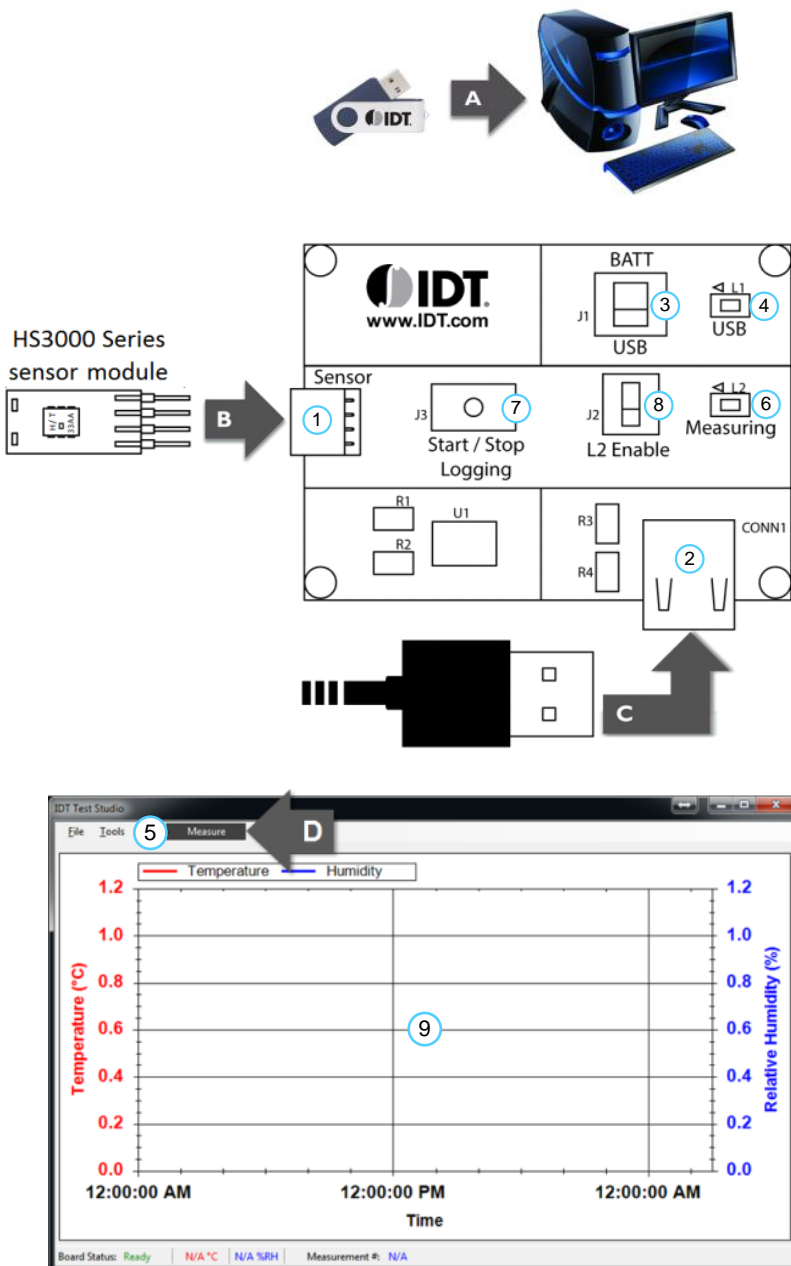 IDT.
A
IDT.
www.IDT.com
BATT
J1
3
USB
L1
4
USB
HS3000 Series
sensor module
H/T
33AA
B
Sensor
1
J3
7
Start / Stop
Logging
J2
8
L2 Enable
L2
6
Measuring
R1
R2
U1
R3
R4
CONN1
2
C
IDT Test Studio
File Tools 5 Measure
D
Temperature Humidity
1.2 1.2
1.0 1.0
0.8 0.8
0.6 9 0.6
0.4 0.4
0.2 0.2
0.0 0.0
Temperature (°C)
Relative Humidity (%)
12:00:00 AM 12:00:00 PM 12:00:00 AM
Time
Board Status: Ready N/A °C N/A %RH Measurement #: N/A